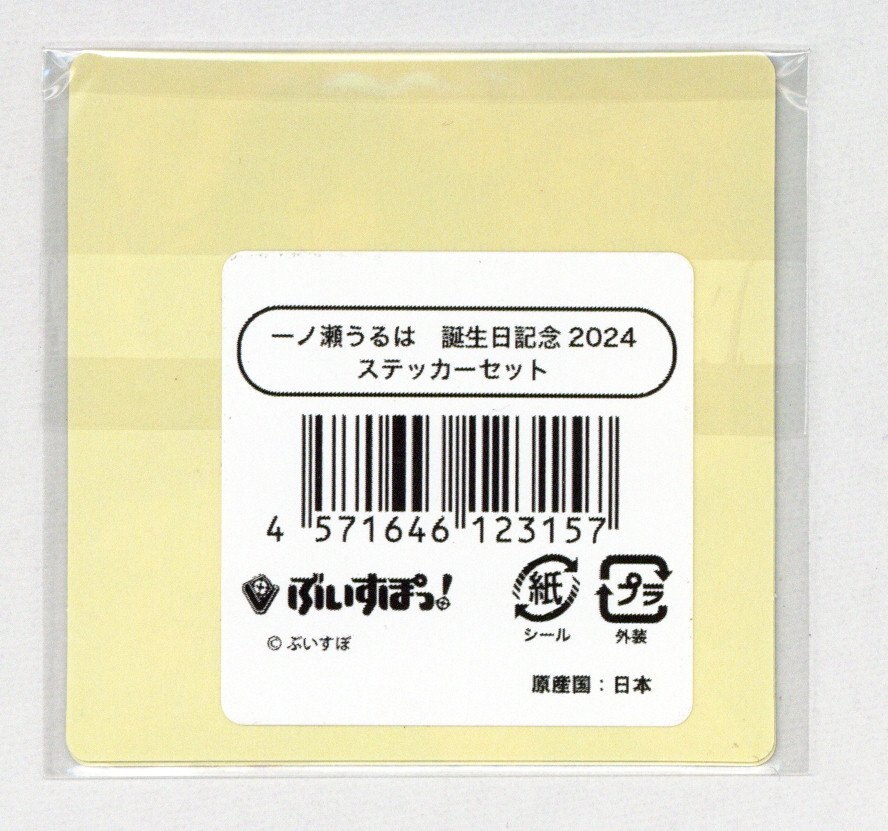 一ノ瀬うるは　誕生日記念 2024
ステッカーセット
4 571646 123157
ぶいすぽっ!
© ぶいすぽ
紙
シール
プラ
外装
原産国：日本